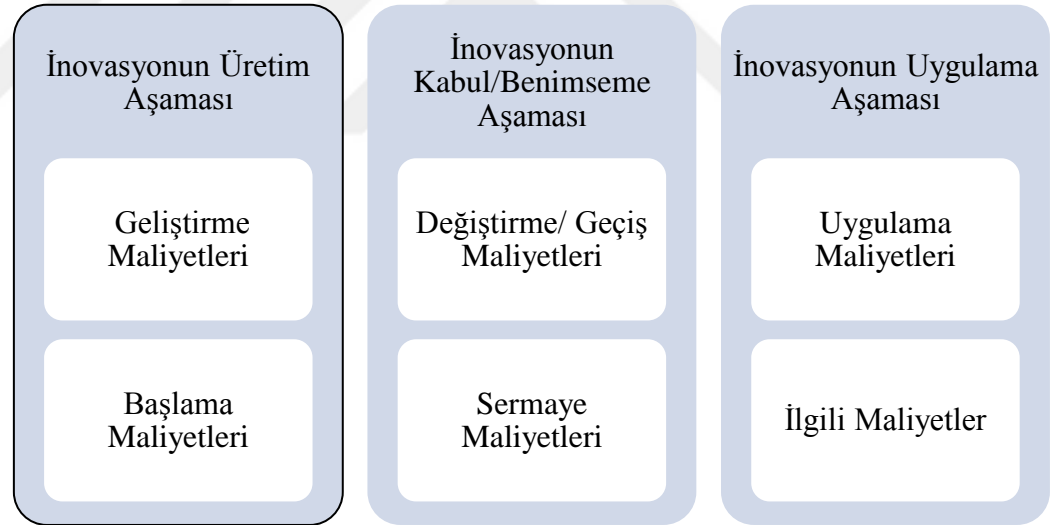 İnovasyonun Üretim
Aşaması
Geliştirme
Maliyetleri
Başlama
Maliyetleri
İnovasyonun
Kabul/Benimseme
Aşaması
Değiştirme/ Geçiş
Maliyetleri
Sermaye
Maliyetleri
İnovasyonun Uygulama
Aşaması
Uygulama
Maliyetleri
İlgili Maliyetler